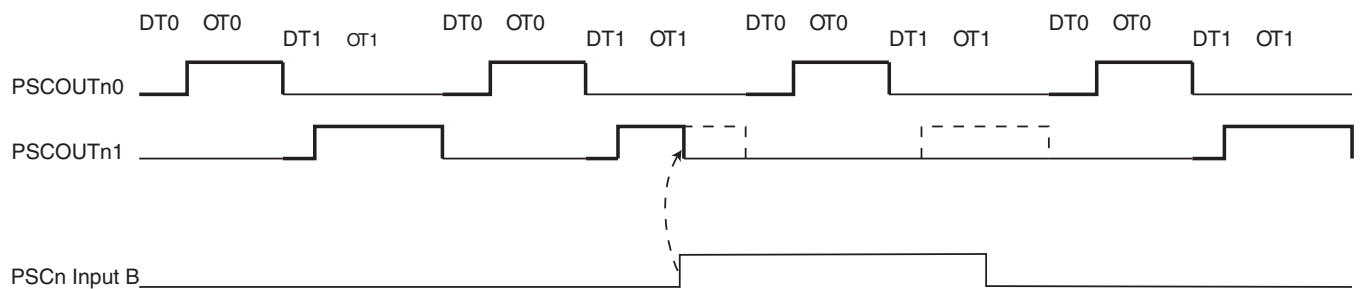 DT0 OT0 DT0 OT0 DT0 OT0 DT0 OT0
DT1 OT1 DT1 OT1 DT1 OT1 DT1 OT1
PSCOUTn0
PSCOUTn1
PSCn Input B